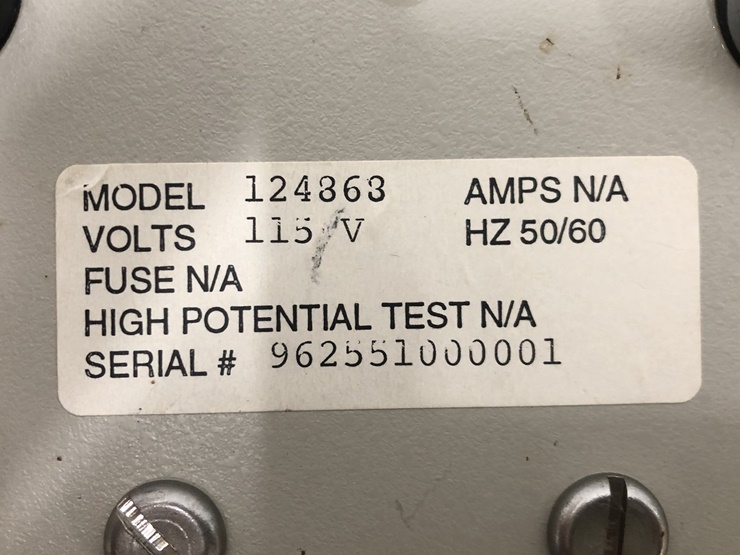 MODEL 124863 AMPS N/A
VOLTS 115 V HZ 50/60
FUSE N/A
HIGH POTENTIAL TEST N/A
SERIAL # 962551000001